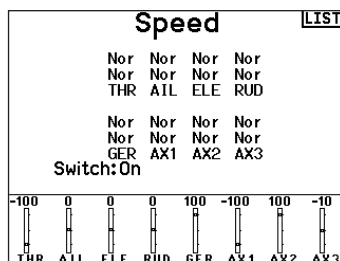 Speed LIST
Nor Nor Nor Nor
Nor Nor Nor Nor
THR AIL ELE RUD
Nor Nor Nor Nor
Nor Nor Nor Nor
GER AX1 AX2 AX3
Switch:On
-100 0 0 0 100 -100 100 -10
THR AIL ELE RUD GER AX1 AX2 AX3